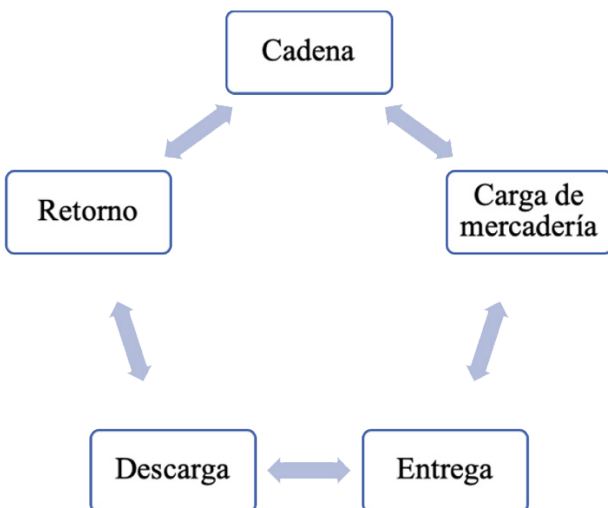 Cadena
Retorno
Carga de
mercadería
Descarga
Entrega